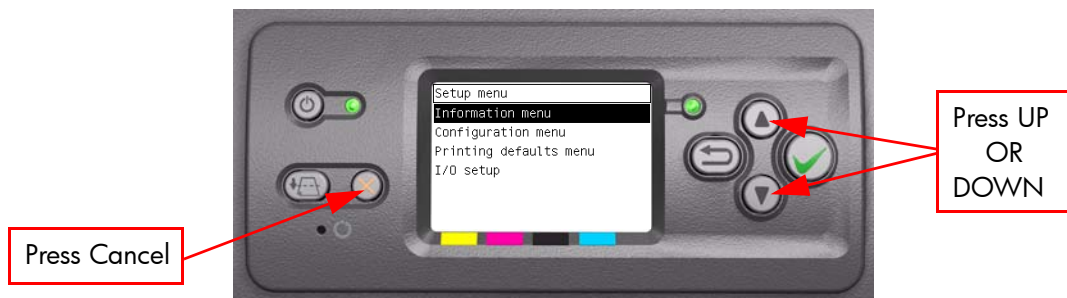 Setup menu
Information menu
Configuration menu
Printing defaults menu
I/O setup
Press UP
OR
DOWN
Press Cancel